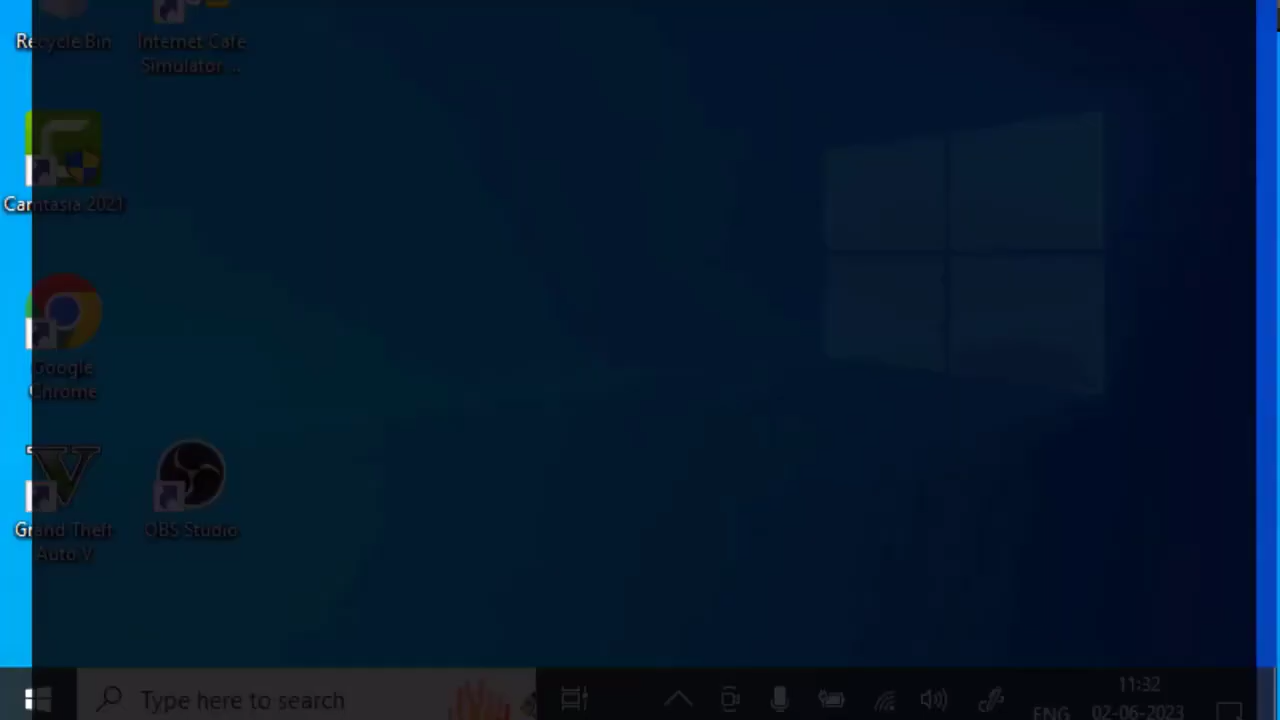 Recycle Bin
Internet Cafe
Simulator ...
Camtasia 2021
Google
Chrome
Grand Theft
Auto V
OBS Studio
Type here to search
11:32
ENG
02-06-2023